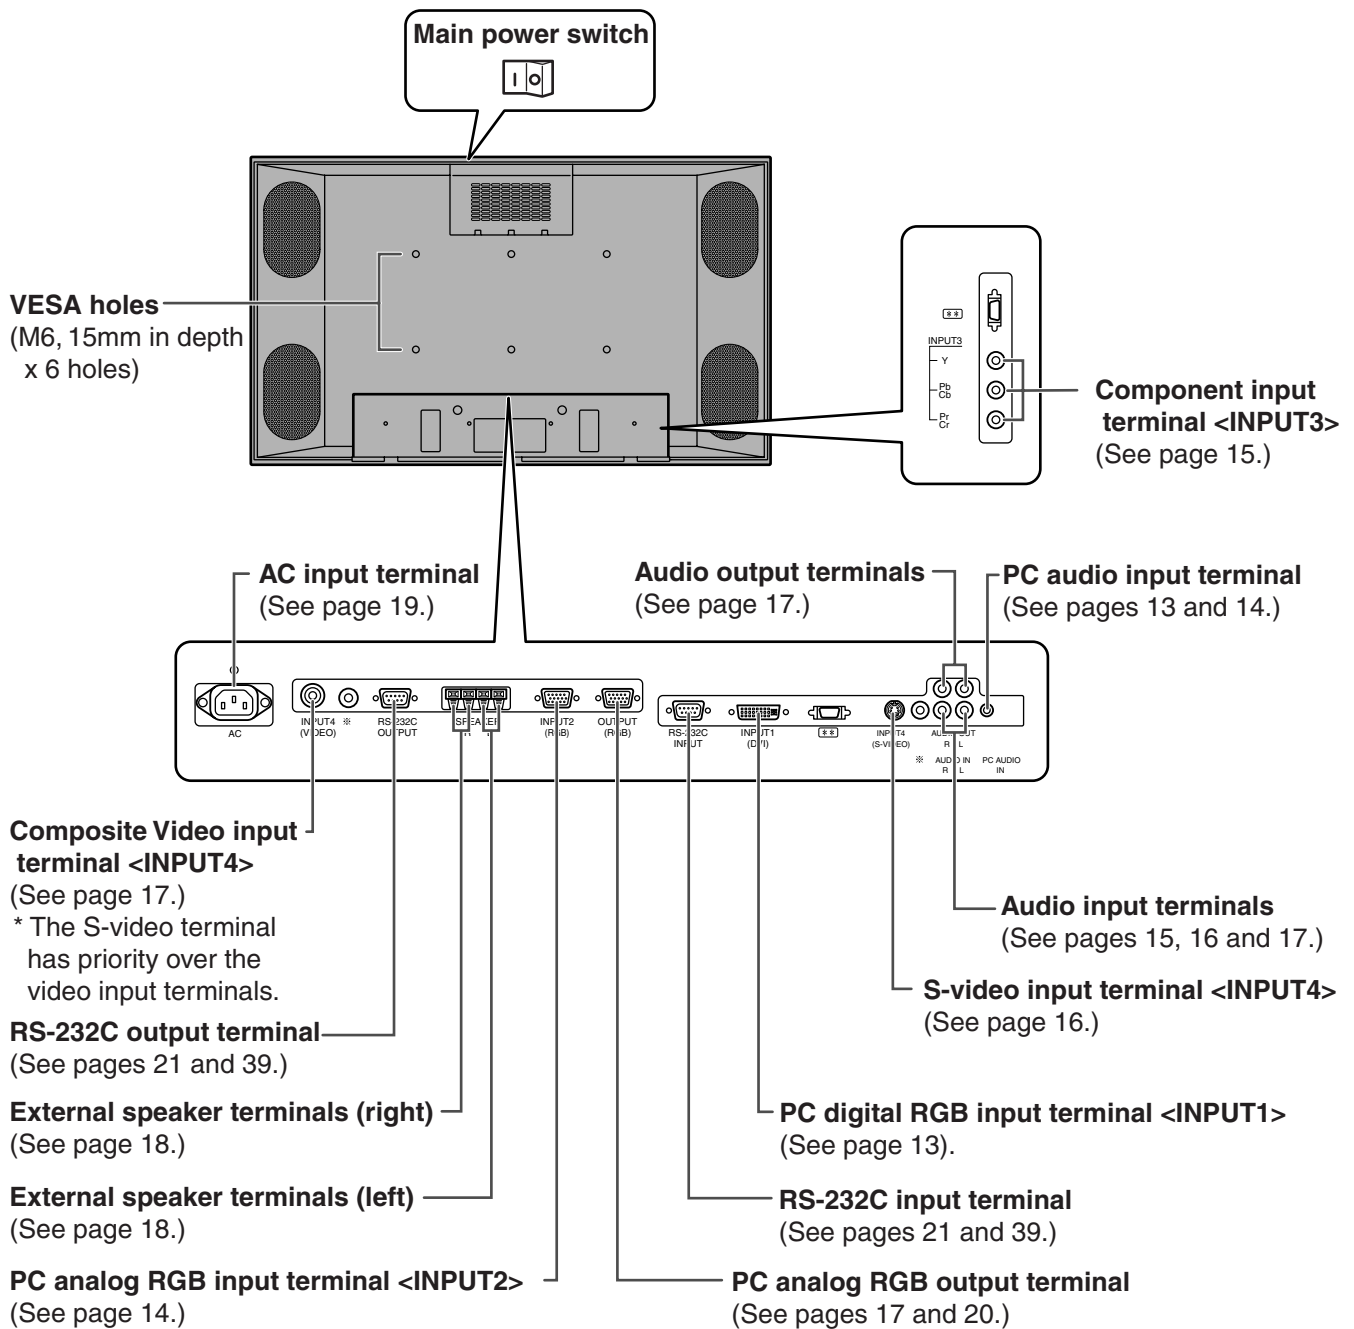 Main power switch
VESA holes
(M6, 15mm in depth
x 6 holes)
**
INPUT3
Y
Pb
Cb
Pr
Cr
Component input
terminal <INPUT3>
(See page 15.)
AC input terminal
(See page 19.)
Audio output terminals
(See page 17.)
PC audio input terminal
(See pages 13 and 14.)
AC
INPUT4 ※
(VIDEO)
RS-232C
OUTPUT
SPEAKER
R L
INPUT2
(RGB)
OUTPUT
(RGB)
RS-232C
INPUT
INPUT1
(DVI)
**
INPUT4
(S-VIDEO)
AUDIO OUT
R L
※ AUDIO IN
R L
PC AUDIO
IN
Composite Video input
terminal <INPUT4>
(See page 17.)
* The S-video terminal
has priority over the
video input terminals.
RS-232C output terminal
(See pages 21 and 39.)
External speaker terminals (right)
(See page 18.)
External speaker terminals (left)
(See page 18.)
PC analog RGB input terminal <INPUT2>
(See page 14.)
Audio input terminals
(See pages 15, 16 and 17.)
S-video input terminal <INPUT4>
(See page 16.)
PC digital RGB input terminal <INPUT1>
(See page 13).
RS-232C input terminal
(See pages 21 and 39.)
PC analog RGB output terminal
(See pages 17 and 20.)